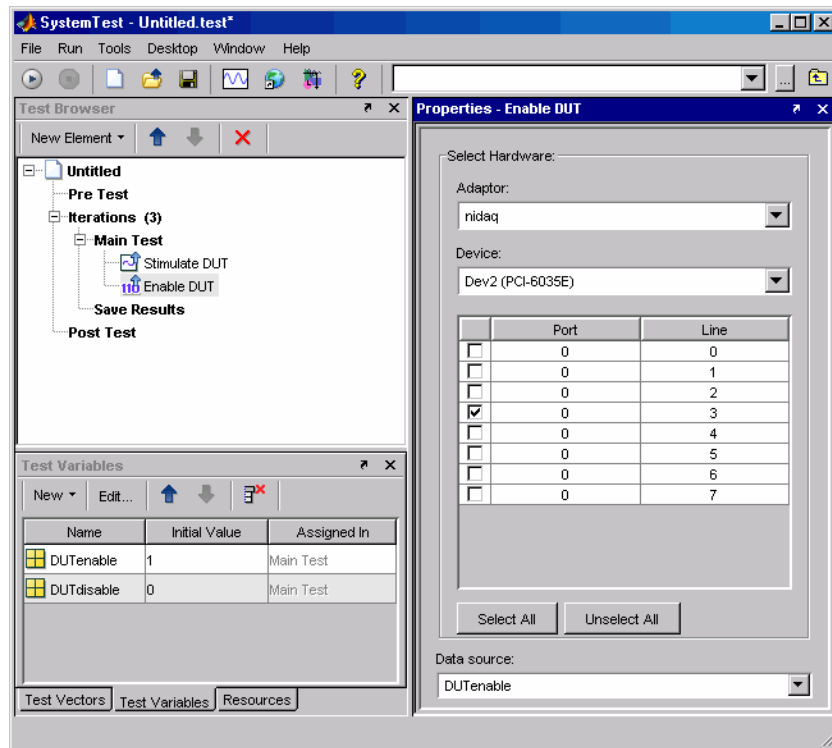 SystemTest - Untitled.test*
File Run Tools Desktop Window Help
...
Test Browser
New Element
Untitled
Pre Test
Iterations (3)
Main Test
Stimulate DUT
110 Enable DUT
Save Results
Post Test
Test Variables
New Edit...
Name Initial Value Assigned In
DUTenable 1 Main Test
DUTdisable 0 Main Test
Test Vectors Test Variables Resources
Properties - Enable DUT
Select Hardware:
Adaptor:
nidaq
Device:
Dev2 (PCI-6035E)
Port Line
0 0
0 1
0 2
0 3
0 4
0 5
0 6
0 7
Select All Unselect All
Data source:
DUTenable